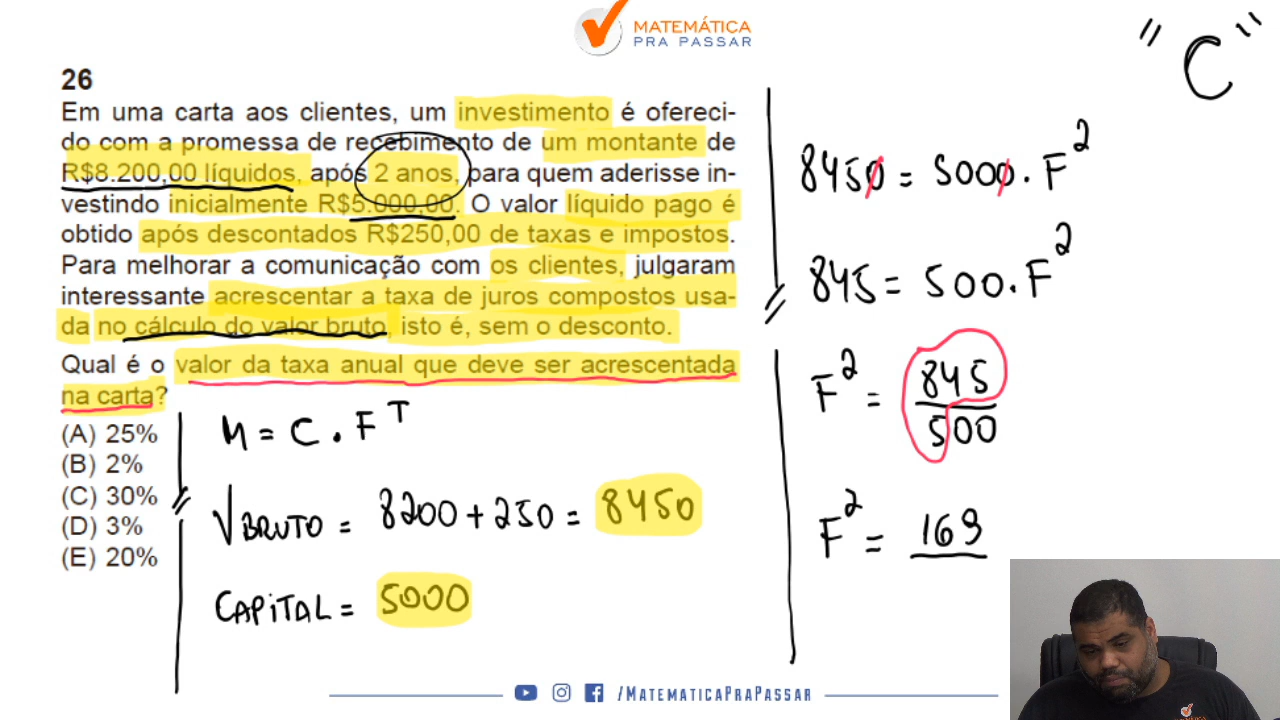 MATEMÁTICA
PRA PASSAR
"C"
26
Em uma carta aos clientes, um investimento é ofereci-
do com a promessa de recebimento de um montante de
R$8.200,00 líquidos, após 2 anos, para quem aderisse in-
vestindo inicialmente R$5.000,00. O valor líquido pago é
obtido após descontados R$250,00 de taxas e impostos.
Para melhorar a comunicação com os clientes, julgaram
interessante acrescentar a taxa de juros compostos usa-
da no cálculo do valor bruto, isto é, sem o desconto.
Qual é o valor da taxa anual que deve ser acrescentada
na carta?
(A) 25%
(B) 2%
(C) 30%
(D) 3%
(E) 20%
M = C . F^T
VBRUTO = 8200 + 250 = 8450
CAPITAL = 5000
8450 = 5000 . F²
845 = 500 . F²
F² = 845
500
F² = 169
/MATEMATICAPRAPASSAR